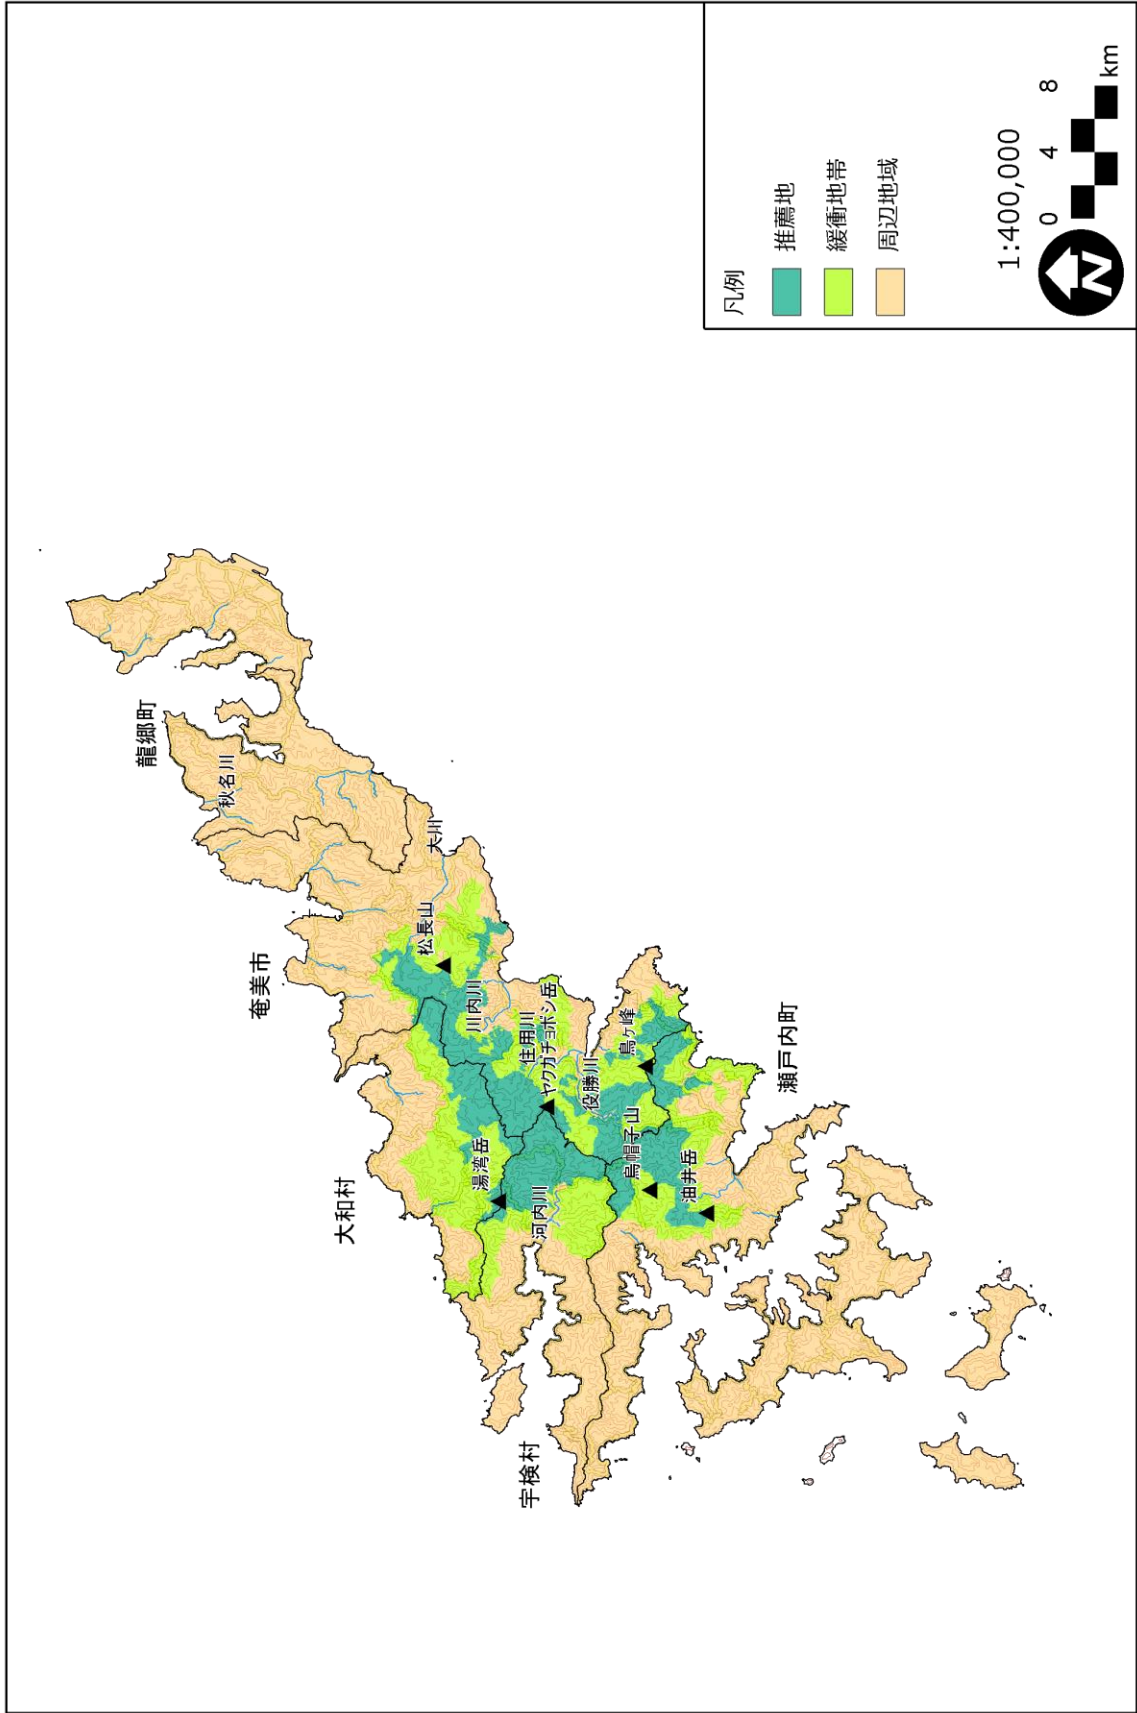 龍郷町
秋名川
奄美市
大川
松長山
川内川
住用川
ヤクガチョボシ岳
大和村
湯湾岳
役勝川
鳥ヶ峰
河内川
烏帽子山
油井岳
瀬戸内町
宇検村
凡例
推薦地
緩衝地帯
周辺地域
1:400,000
0 4 8
km
N